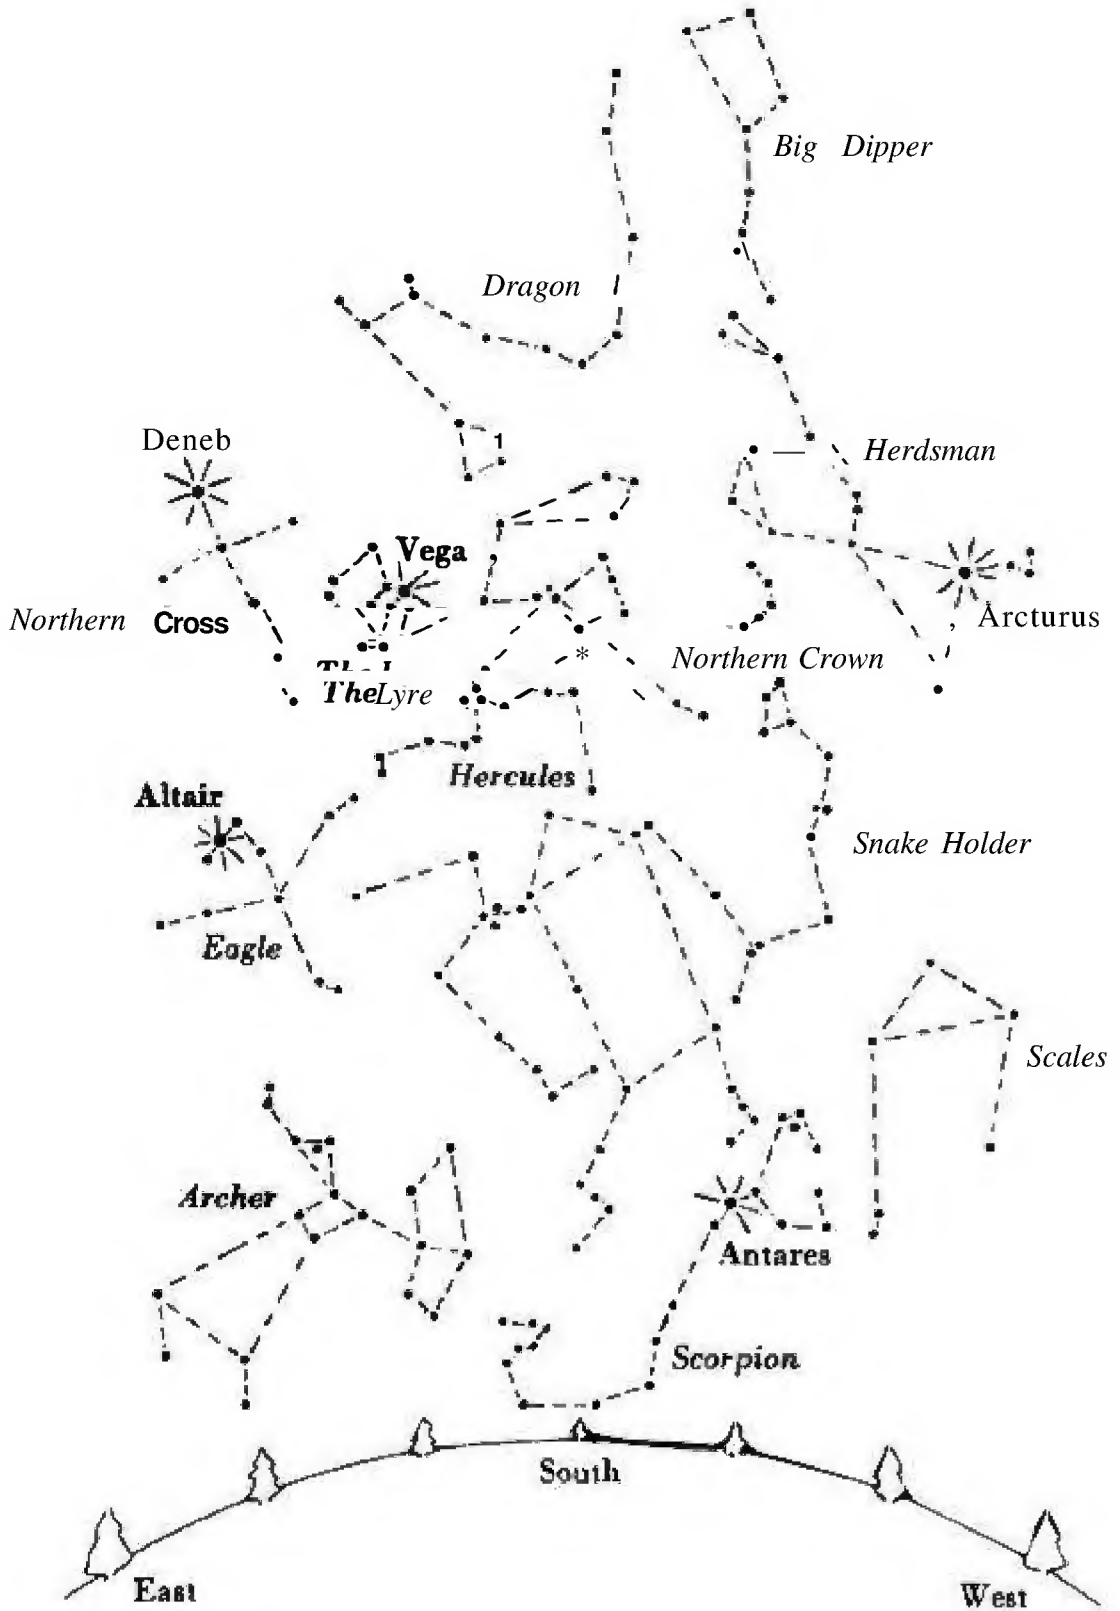 Big Dipper
Dragon
Deneb
Herdsman
Vega
Northern Cross
Arcturus
Northern Crown
The Lyre
Hercules
Altair
Snake Holder
Eagle
Scales
Archer
Antares
Scorpion
South
East
West